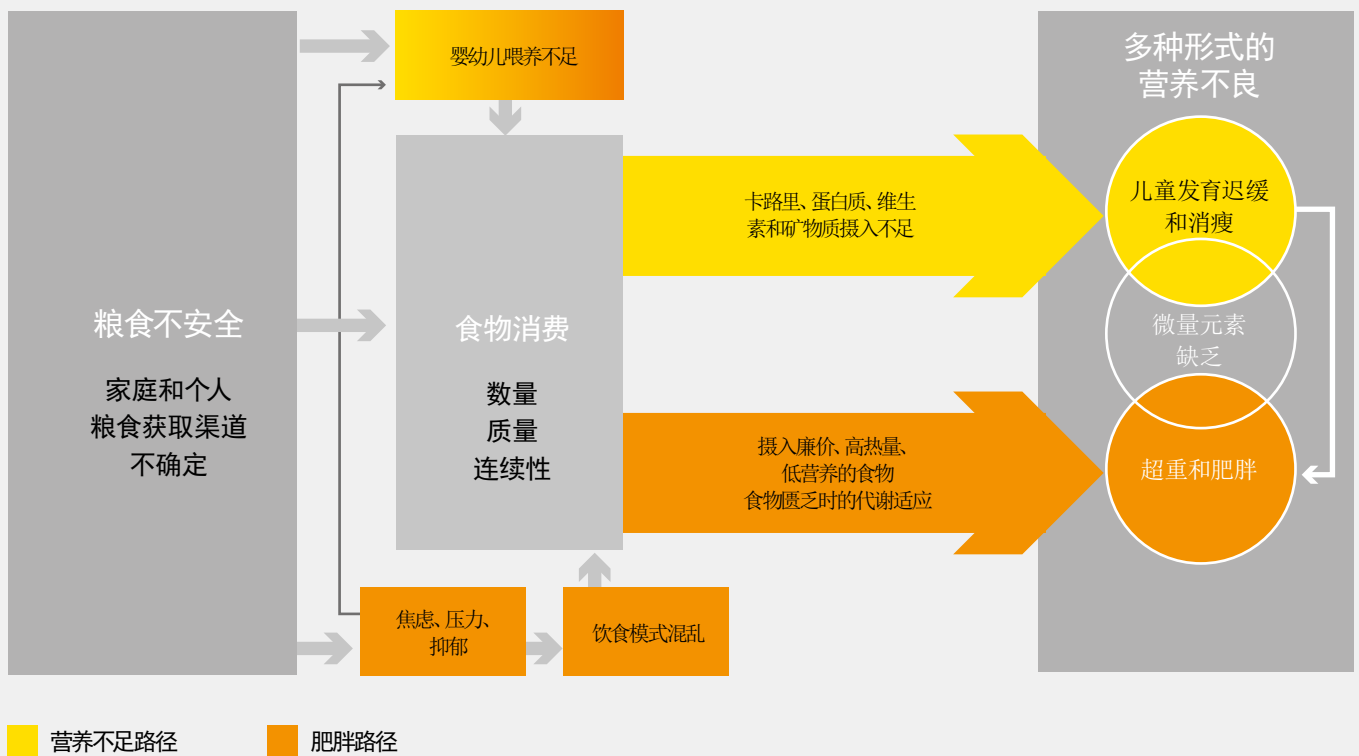 粮食不安全
家庭和个人
粮食获取渠道
不确定
婴幼儿喂养不足
食物消费
数量
质量
连续性
焦虑、压力、
抑郁
饮食模式混乱
卡路里、蛋白质、维生
素和矿物质摄入不足
摄入廉价、高热量、
低营养的食物
食物匮乏时的代谢适应
多种形式的
营养不良
儿童发育迟缓
和消瘦
微量元素
缺乏
超重和肥胖
营养不足路径
肥胖路径